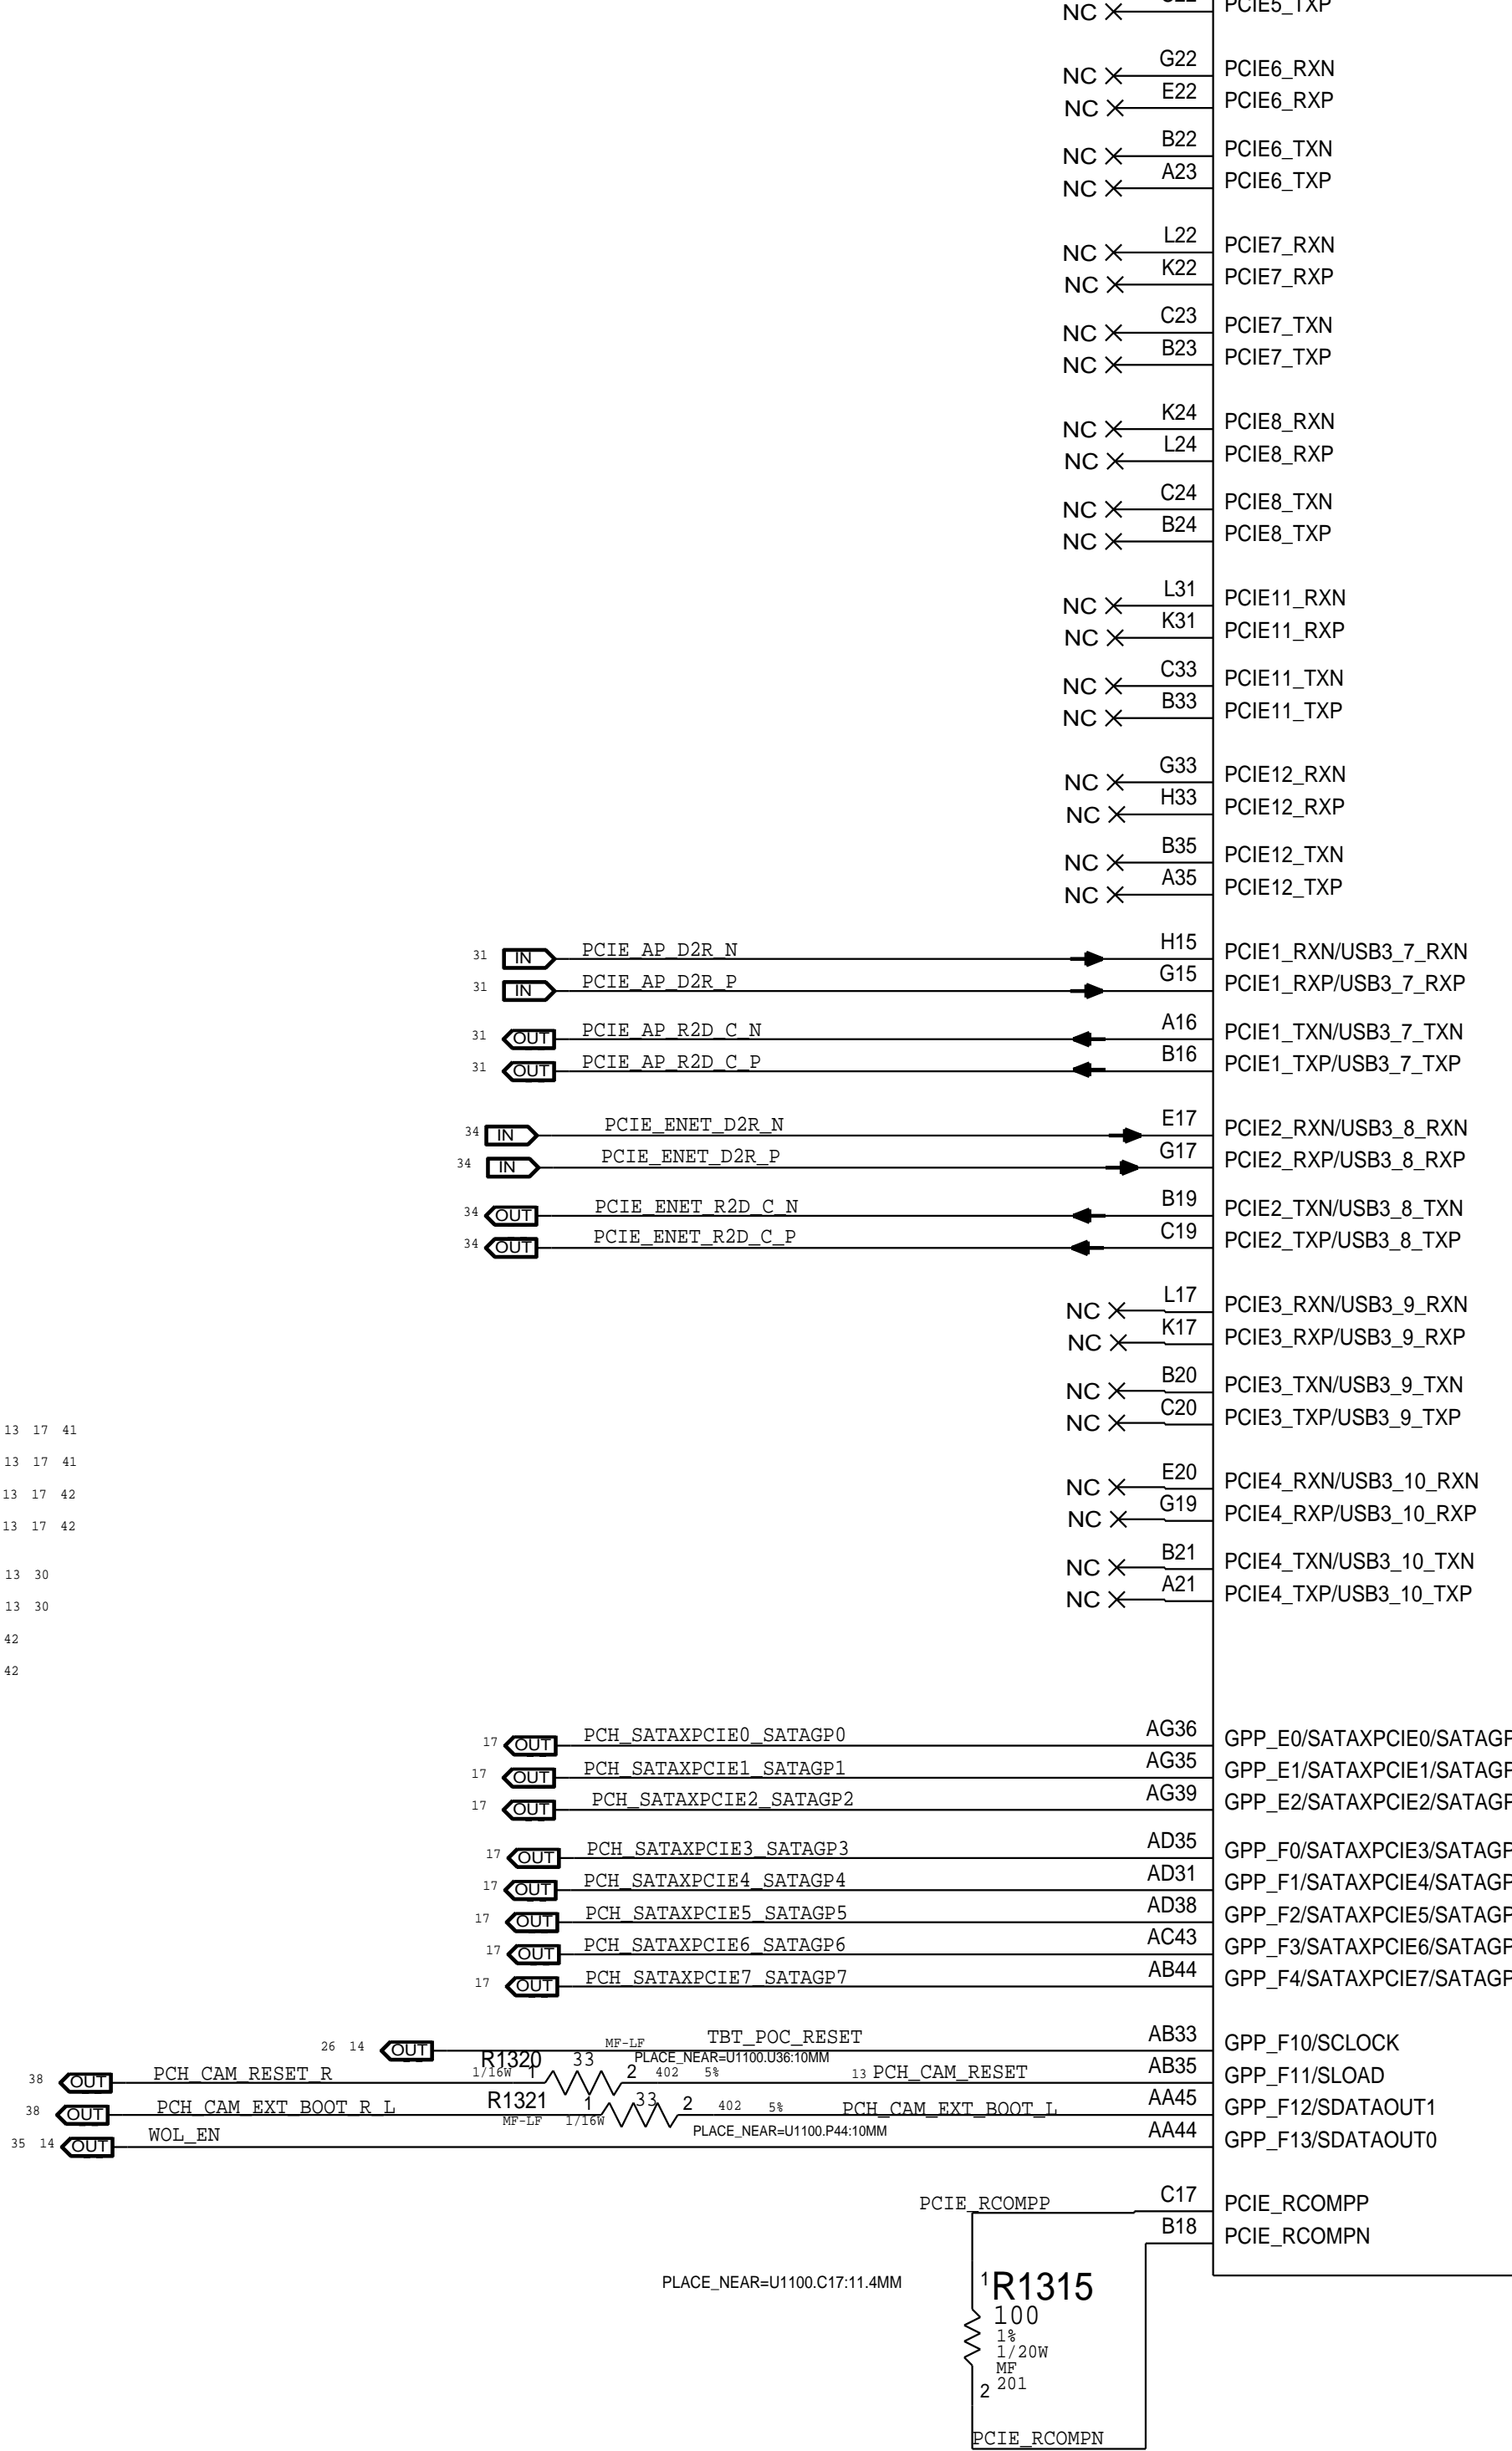 NC PCIE5_TXP
NC G22 PCIE6_RXN
NC E22 PCIE6_RXP
NC B22 PCIE6_TXN
NC A23 PCIE6_TXP
NC L22 PCIE7_RXN
NC K22 PCIE7_RXP
NC C23 PCIE7_TXN
NC B23 PCIE7_TXP
NC K24 PCIE8_RXN
NC L24 PCIE8_RXP
NC C24 PCIE8_TXN
NC B24 PCIE8_TXP
NC L31 PCIE11_RXN
NC K31 PCIE11_RXP
NC C33 PCIE11_TXN
NC B33 PCIE11_TXP
NC G33 PCIE12_RXN
NC H33 PCIE12_RXP
NC B35 PCIE12_TXN
NC A35 PCIE12_TXP
31 IN PCIE_AP_D2R_N H15 PCIE1_RXN/USB3_7_RXN
31 IN PCIE_AP_D2R_P G15 PCIE1_RXP/USB3_7_RXP
31 OUT PCIE_AP_R2D_C_N A16 PCIE1_TXN/USB3_7_TXN
31 OUT PCIE_AP_R2D_C_P B16 PCIE1_TXP/USB3_7_TXP
34 IN PCIE_ENET_D2R_N E17 PCIE2_RXN/USB3_8_RXN
34 IN PCIE_ENET_D2R_P G17 PCIE2_RXP/USB3_8_RXP
34 OUT PCIE_ENET_R2D_C_N B19 PCIE2_TXN/USB3_8_TXN
34 OUT PCIE_ENET_R2D_C_P C19 PCIE2_TXP/USB3_8_TXP
NC L17 PCIE3_RXN/USB3_9_RXN
NC K17 PCIE3_RXP/USB3_9_RXP
NC B20 PCIE3_TXN/USB3_9_TXN
NC C20 PCIE3_TXP/USB3_9_TXP
13 17 41
13 17 41
NC E20 PCIE4_RXN/USB3_10_RXN
13 17 42
NC G19 PCIE4_RXP/USB3_10_RXP
13 17 42
NC B21 PCIE4_TXN/USB3_10_TXN
13 30
NC A21 PCIE4_TXP/USB3_10_TXP
13 30
42
42
17 OUT PCH_SATAXPCIE0_SATAGP0 AG36 GPP_E0/SATAXPCIE0/SATAGP
17 OUT PCH_SATAXPCIE1_SATAGP1 AG35 GPP_E1/SATAXPCIE1/SATAGP
17 OUT PCH_SATAXPCIE2_SATAGP2 AG39 GPP_E2/SATAXPCIE2/SATAGP
17 OUT PCH_SATAXPCIE3_SATAGP3 AD35 GPP_F0/SATAXPCIE3/SATAGP
17 OUT PCH_SATAXPCIE4_SATAGP4 AD31 GPP_F1/SATAXPCIE4/SATAGP
17 OUT PCH_SATAXPCIE5_SATAGP5 AD38 GPP_F2/SATAXPCIE5/SATAGP
17 OUT PCH_SATAXPCIE6_SATAGP6 AC43 GPP_F3/SATAXPCIE6/SATAGP
17 OUT PCH_SATAXPCIE7_SATAGP7 AB44 GPP_F4/SATAXPCIE7/SATAGP
26 14 OUT MF-LF TBT_POC_RESET AB33 GPP_F10/SCLOCK
R1320 33 PLACE_NEAR=U1100.U36:10MM
38 OUT PCH_CAM_RESET_R 1/16W 1 2 402 5% 13 PCH_CAM_RESET AB35 GPP_F11/SLOAD
38 OUT PCH_CAM_EXT_BOOT_R_L R1321 1 33 2 402 5% PCH_CAM_EXT_BOOT_L AA45 GPP_F12/SDATAOUT1
MF-LF 1/16W PLACE_NEAR=U1100.P44:10MM
35 14 OUT WOL_EN AA44 GPP_F13/SDATAOUT0
PCIE_RCOMPP C17 PCIE_RCOMPP
B18 PCIE_RCOMPN
PLACE_NEAR=U1100.C17:11.4MM
1 R1315
100
1%
1/20W
MF
2 201
PCIE_RCOMPN